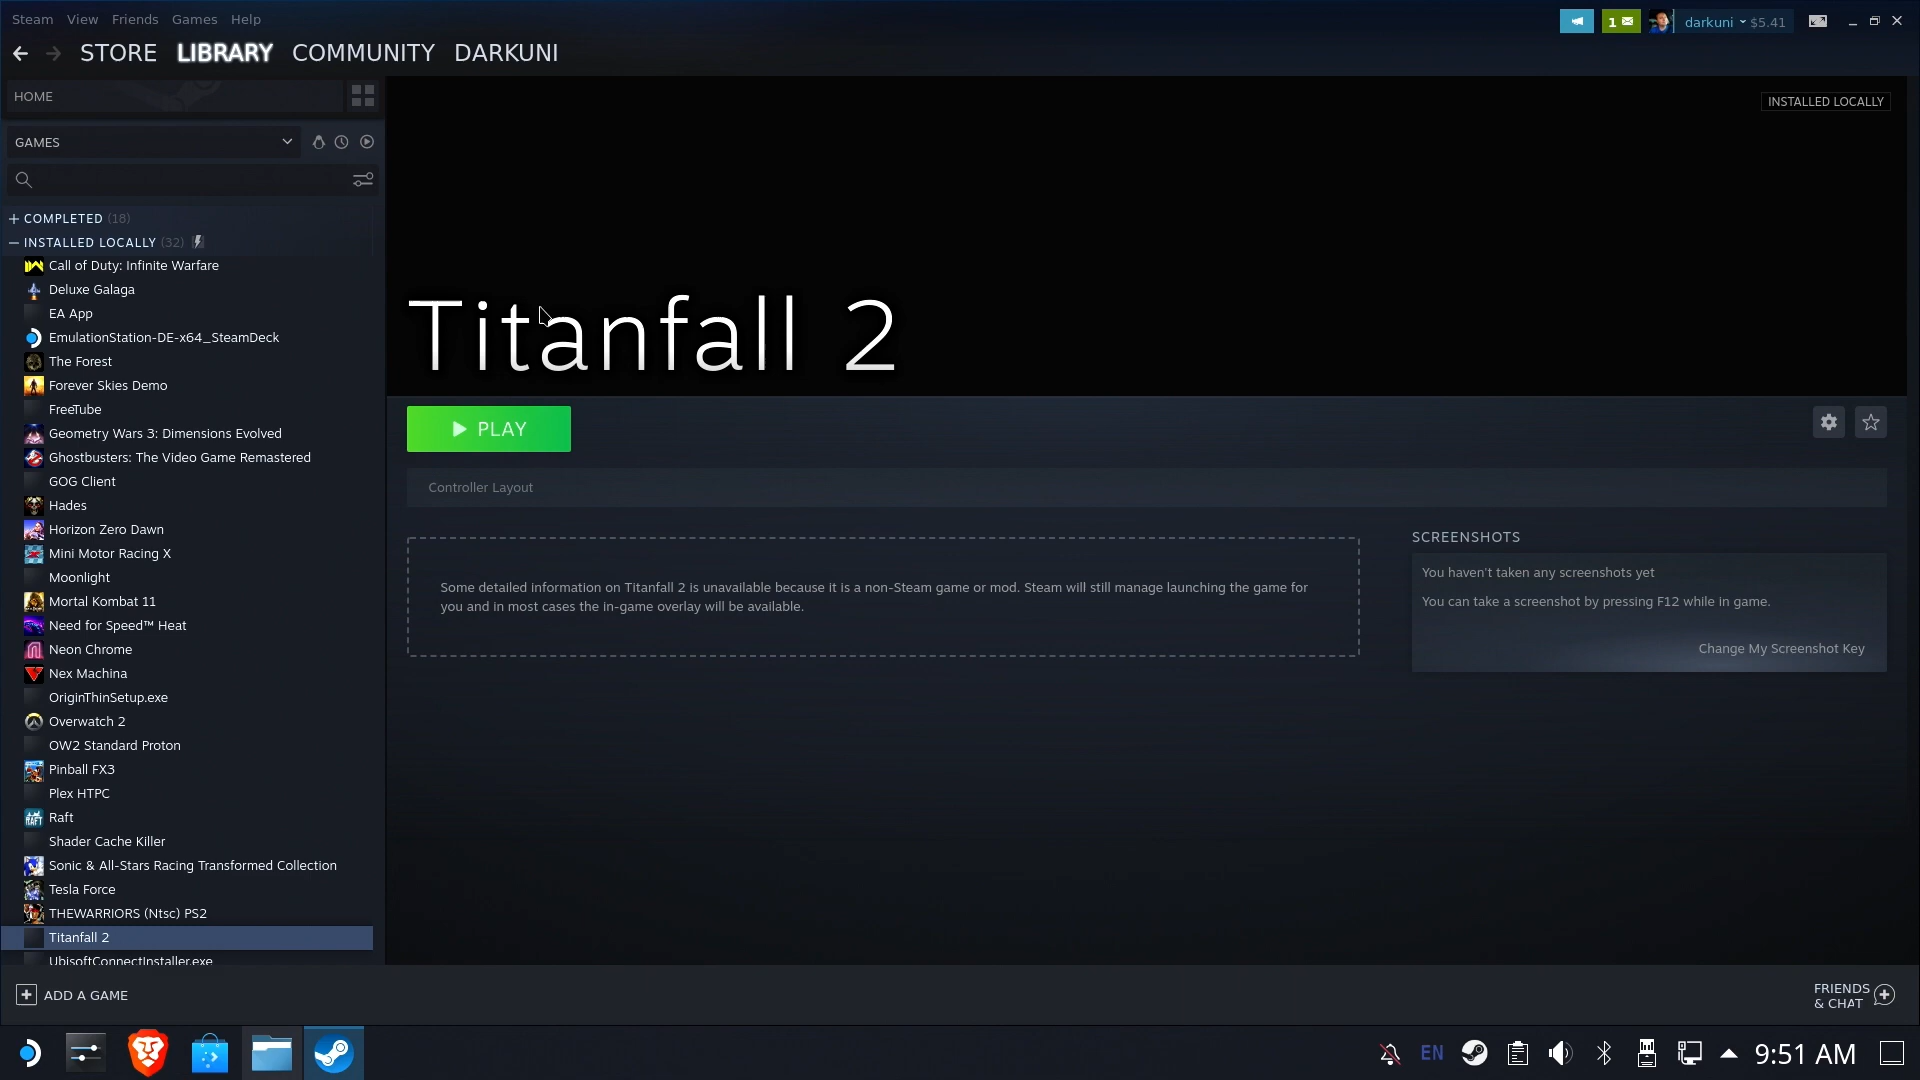 Steam View Friends Games Help
1
darkuni $5.41
STORE LIBRARY COMMUNITY DARKUNI
HOME
GAMES
+ COMPLETED (18)
− INSTALLED LOCALLY (32)
Call of Duty: Infinite Warfare
Deluxe Galaga
EA App
EmulationStation-DE-x64_SteamDeck
The Forest
Forever Skies Demo
FreeTube
Geometry Wars 3: Dimensions Evolved
Ghostbusters: The Video Game Remastered
GOG Client
Hades
Horizon Zero Dawn
Mini Motor Racing X
Moonlight
Mortal Kombat 11
Need for Speed™ Heat
Neon Chrome
Nex Machina
OriginThinSetup.exe
Overwatch 2
OW2 Standard Proton
Pinball FX3
Plex HTPC
Raft
Shader Cache Killer
Sonic & All-Stars Racing Transformed Collection
Tesla Force
THEWARRIORS (Ntsc) PS2
Titanfall 2
UbisoftConnectInstaller.exe
INSTALLED LOCALLY
Titanfall 2
PLAY
Controller Layout
Some detailed information on Titanfall 2 is unavailable because it is a non-Steam game or mod. Steam will still manage launching the game for
you and in most cases the in-game overlay will be available.
SCREENSHOTS
You haven't taken any screenshots yet
You can take a screenshot by pressing F12 while in game.
Change My Screenshot Key
ADD A GAME
FRIENDS
& CHAT
EN
9:51 AM